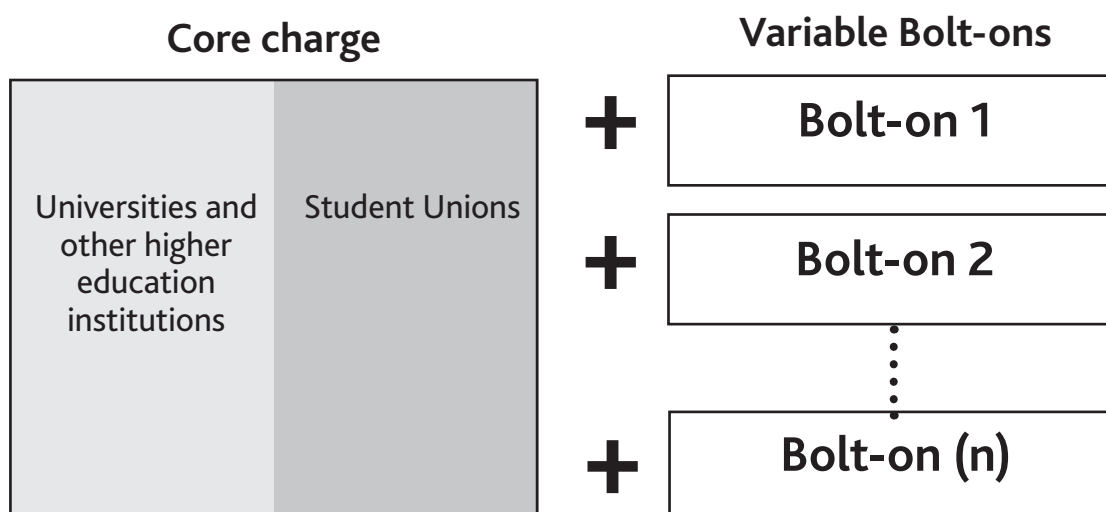 Core charge
Universities and
other higher
education
institutions
Student Unions
Variable Bolt-ons
+ Bolt-on 1
+ Bolt-on 2
+ Bolt-on (n)